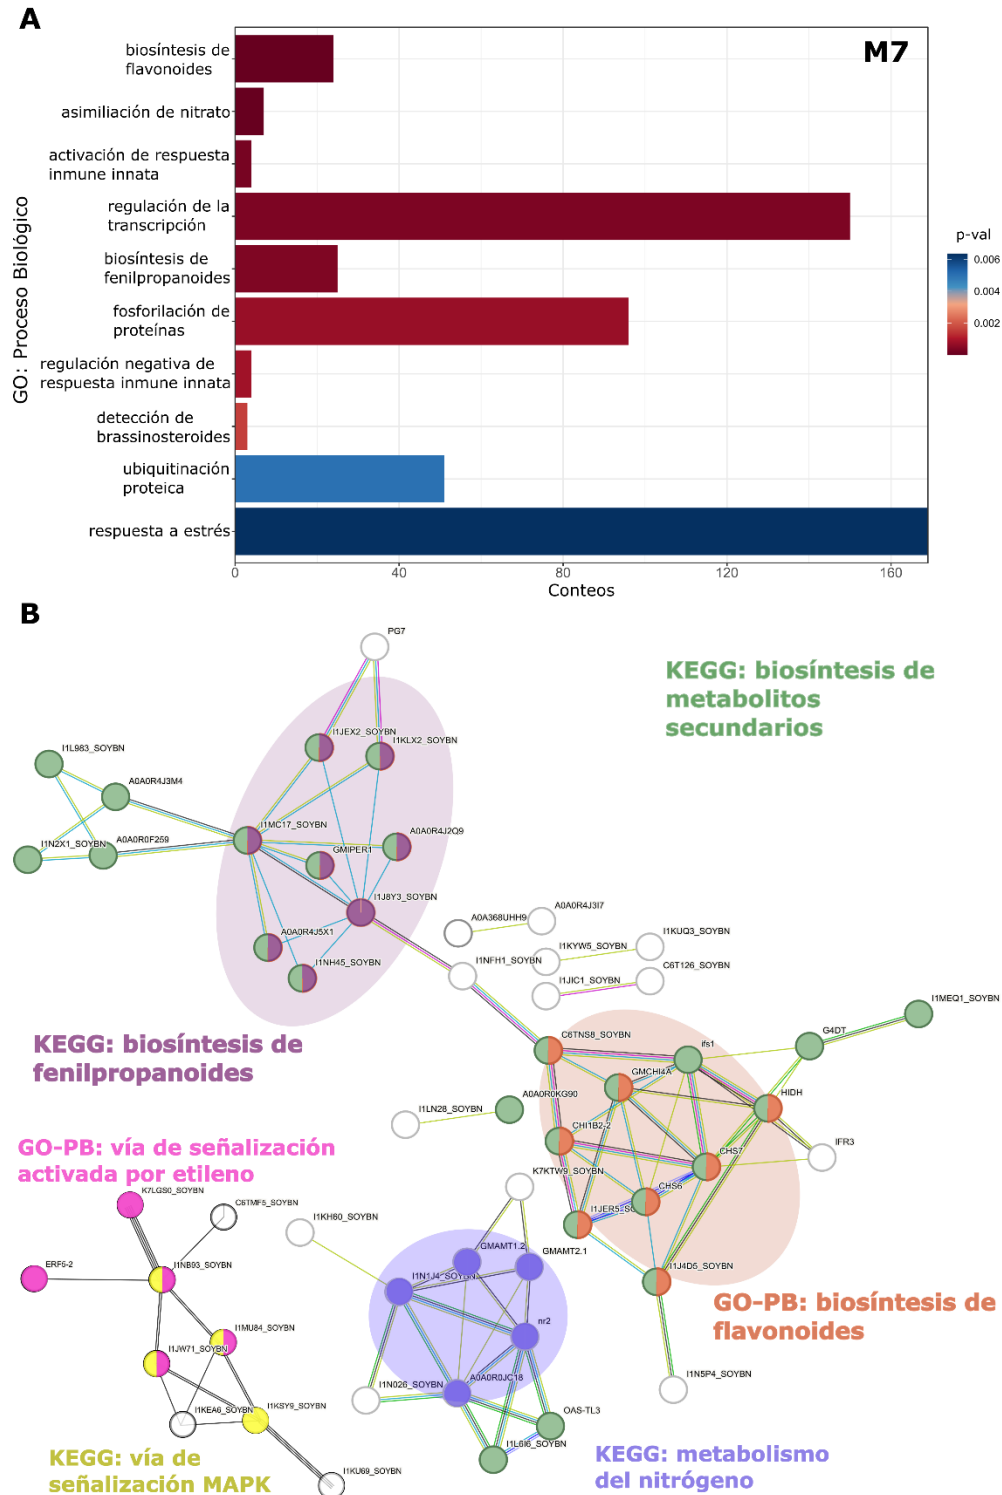 A
M7
GO: Proceso Biológico
biosíntesis de
flavonoides
asimiliación de nitrato
activación de respuesta
inmune innata
regulación de la
transcripción
biosíntesis de
fenilpropanoides
fosforilación de
proteínas
regulación negativa de
respuesta inmune innata
detección de
brassinosteroides
ubiquitinación
proteica
respuesta a estrés
0
40
80
120
160
Conteos
p-val
0.006
0.004
0.002
B
PG7
KEGG: biosíntesis de
metabolitos
secundarios
I1JEX2_SOYBN
I1KLX2_SOYBN
I1L983_SOYBN
A0A0R4J3M4
I1MC17_SOYBN
A0A0R4J2Q9
I1N2X1_SOYBN
A0A0R0F259
GMIPER1
I1J8Y3_SOYBN
A0A0R4J5X1
I1NH45_SOYBN
A0A368UHH9
A0A0R4J3I7
I1NFH1_SOYBN
I1KYW5_SOYBN
I1KUQ3_SOYBN
I1JIC1_SOYBN
C6T126_SOYBN
KEGG: biosíntesis de
fenilpropanoides
C6TNS8_SOYBN
ifs1
G4DT
I1MEQ1_SOYBN
GMCHI4A
HIDH
A0A0R0KG90
I1LN28_SOYBN
CHI1B2-2
CHS7
IFR3
K7KTW9_SOYBN
CHS6
I1JER5_SO
I1J4D5_SOYBN
GO-PB: vía de señalización
activada por etileno
K7LGS0_SOYBN
C6TMF5_SOYBN
I1KH60_SOYBN
ERF5-2
I1NB93_SOYBN
GMAMT1.2
GMAMT2.1
I1N1J4_SOYBN
GO-PB: biosíntesis de
flavonoides
I1MU84_SOYBN
nr2
I1JW71_SOYBN
I1N026_SOYBN
A0A0R0JC18
I1N5P4_SOYBN
I1KEA6_SOYBN
I1KSY9_SOYBN
OAS-TL3
I1L6I6_SOYBN
KEGG: vía de
señalización MAPK
I1KU69_SOYBN
KEGG: metabolismo
del nitrógeno